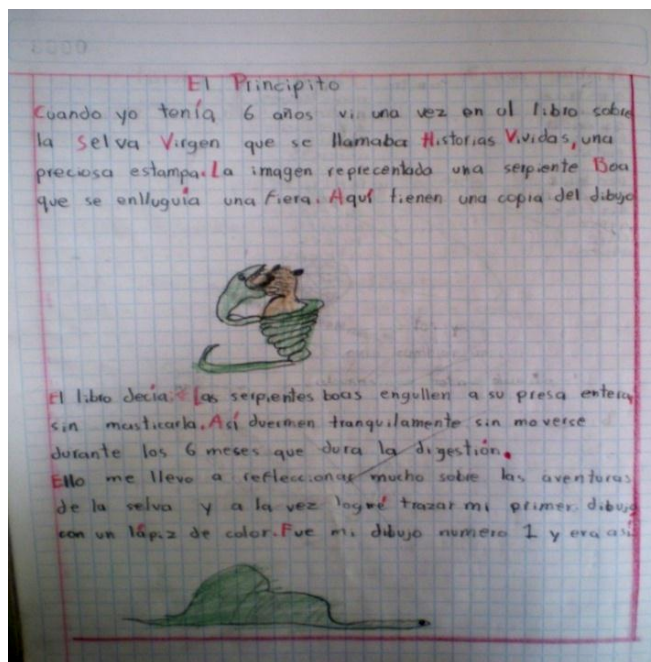 El Principito
Cuando yo tenía 6 años vi una vez en al libro sobre
la Selva Virgen que se llamaba Historias Vividas, una
preciosa estampa. La imagen reprecentada una serpiente Boa
que se enlluguia una Fiera. Aquí tienen una copia del dibujo
El libro decía: Las serpientes boas engullen a su presa entera,
sin masticarla. Así duermen tranquilamente sin moverse
durante los 6 meses que dura la digestión.
Ello me llevo a refleccionar mucho sobre las aventuras
de la selva y a la vez logré trazar mi primer dibujo
con un lápiz de color. Fue mi dibujo numero 1 y era así